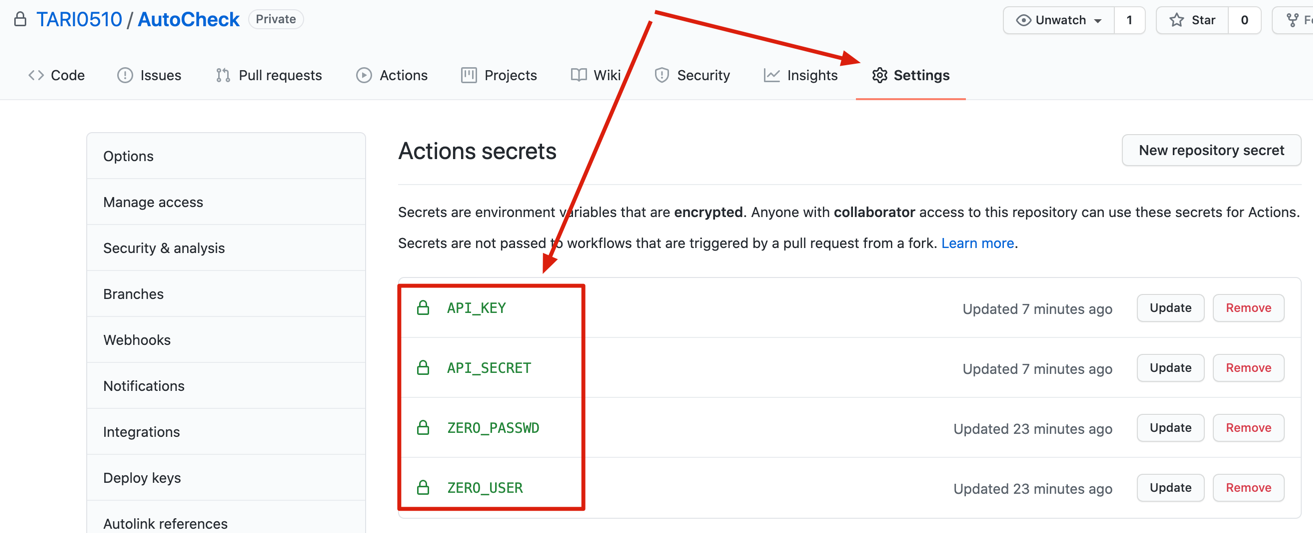 TARI0510 / AutoCheck Private
Unwatch 1 Star 0
Code Issues Pull requests Actions Projects Wiki Security Insights Settings
Options
Manage access
Security & analysis
Branches
Webhooks
Notifications
Integrations
Deploy keys
Autolink references
Actions secrets
New repository secret
Secrets are environment variables that are encrypted. Anyone with collaborator access to this repository can use these secrets for Actions.
Secrets are not passed to workflows that are triggered by a pull request from a fork. Learn more.
API_KEY Updated 7 minutes ago Update Remove
API_SECRET Updated 7 minutes ago Update Remove
ZERO_PASSWD Updated 23 minutes ago Update Remove
ZERO_USER Updated 23 minutes ago Update Remove